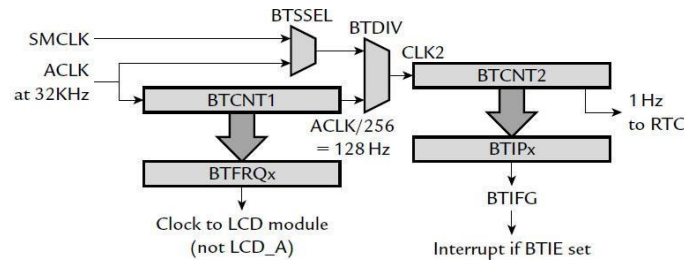 BTSSEL
BTDIV
SMCLK
CLK2
ACLK
at 32KHz
BTCNT1
BTCNT2
ACLK/256
= 128 Hz
1 Hz
to RTC
BTFRQx
BTIPx
BTIFG
Clock to LCD module
(not LCD_A)
Interrupt if BTIE set